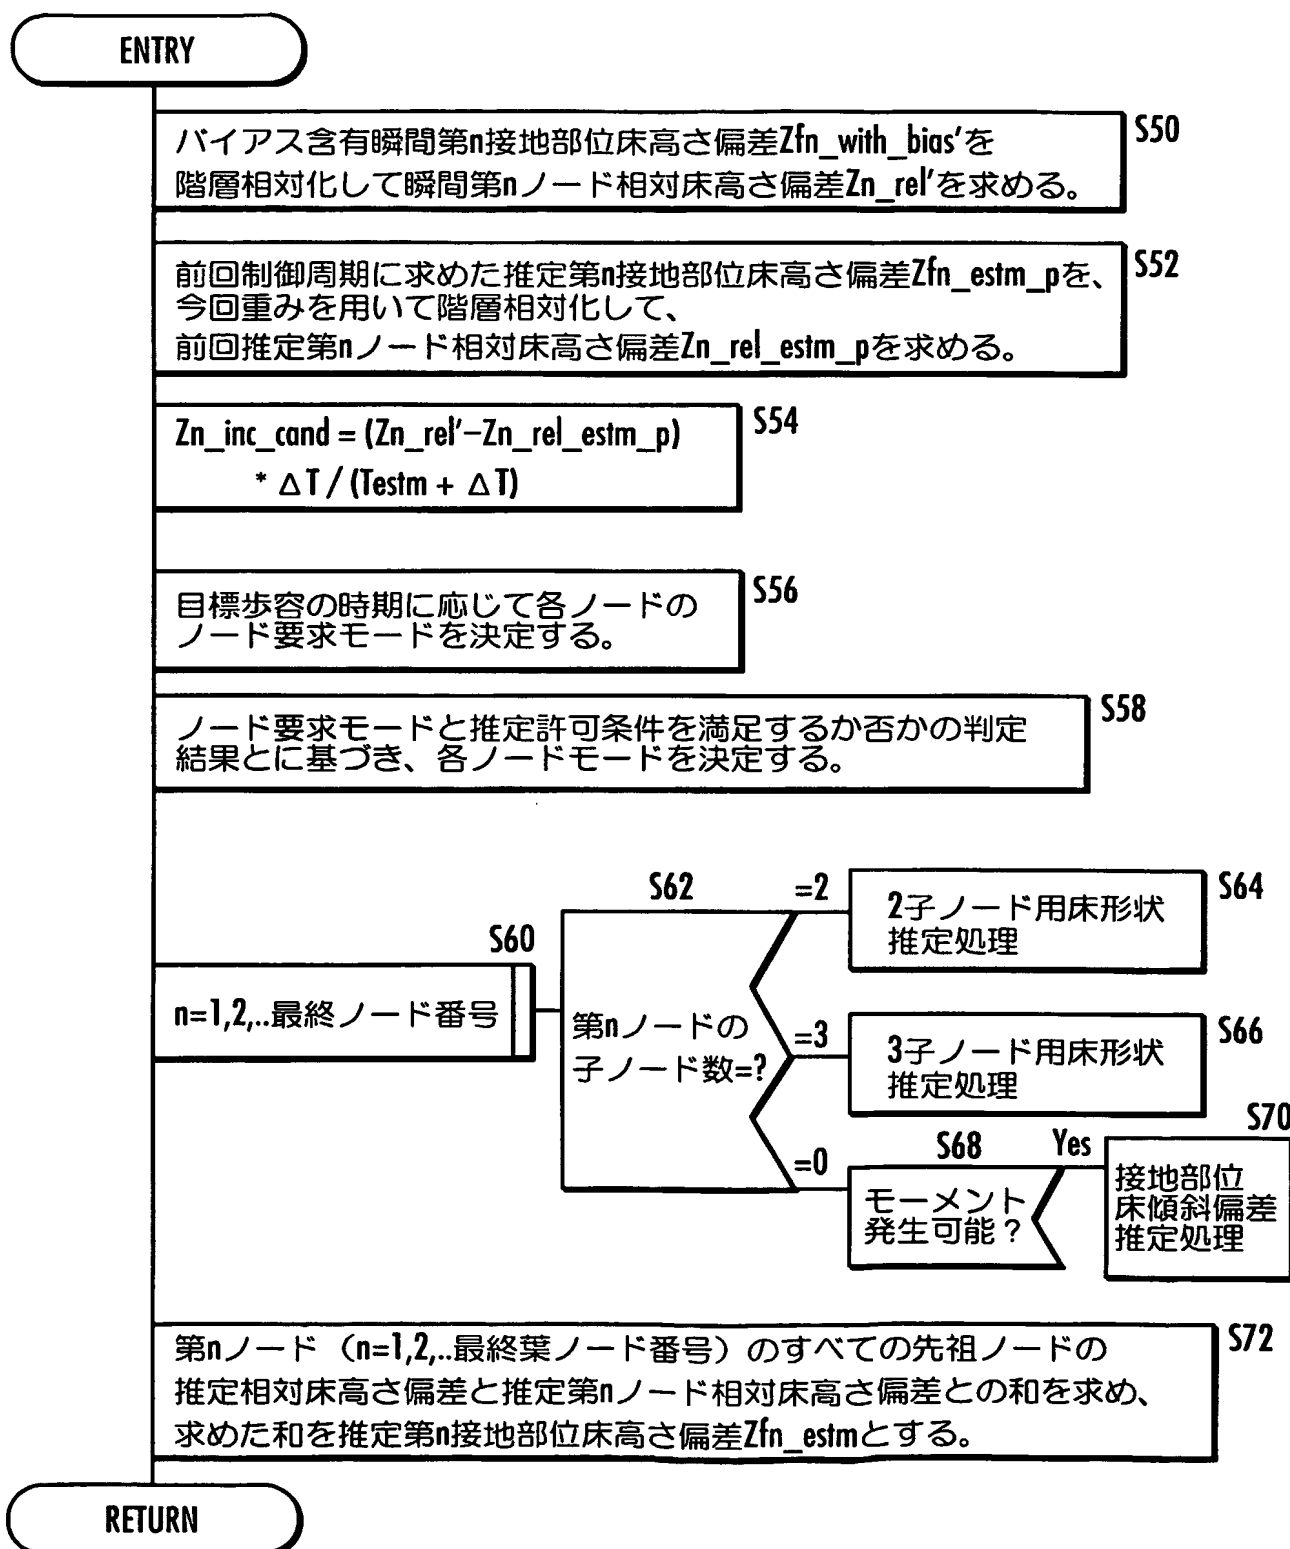 ENTRY
S50
バイアス含有瞬間第n接地部位床高さ偏差Zfn_with_bias'を
階層相対化して瞬間第nノード相対床高さ偏差Zn_rel'を求める。
S52
前回制御周期に求めた推定第n接地部位床高さ偏差Zfn_estm_pを、
今回重みを用いて階層相対化して、
前回推定第nノード相対床高さ偏差Zn_rel_estm_pを求める。
S54
Zn_inc_cand = (Zn_rel'−Zn_rel_estm_p)
* ΔT / (Testm + ΔT)
S56
目標歩容の時期に応じて各ノードの
ノード要求モードを決定する。
S58
ノード要求モードと推定許可条件を満足するか否かの判定
結果とに基づき、各ノードモードを決定する。
S60
n=1,2,..最終ノード番号
S62
第nノードの
子ノード数=?
=2
S64
2子ノード用床形状
推定処理
=3
S66
3子ノード用床形状
推定処理
=0
S68
モーメント
発生可能？
Yes
S70
接地部位
床傾斜偏差
推定処理
S72
第nノード（n=1,2,..最終葉ノード番号）のすべての先祖ノードの
推定相対床高さ偏差と推定第nノード相対床高さ偏差との和を求め、
求めた和を推定第n接地部位床高さ偏差Zfn_estmとする。
RETURN